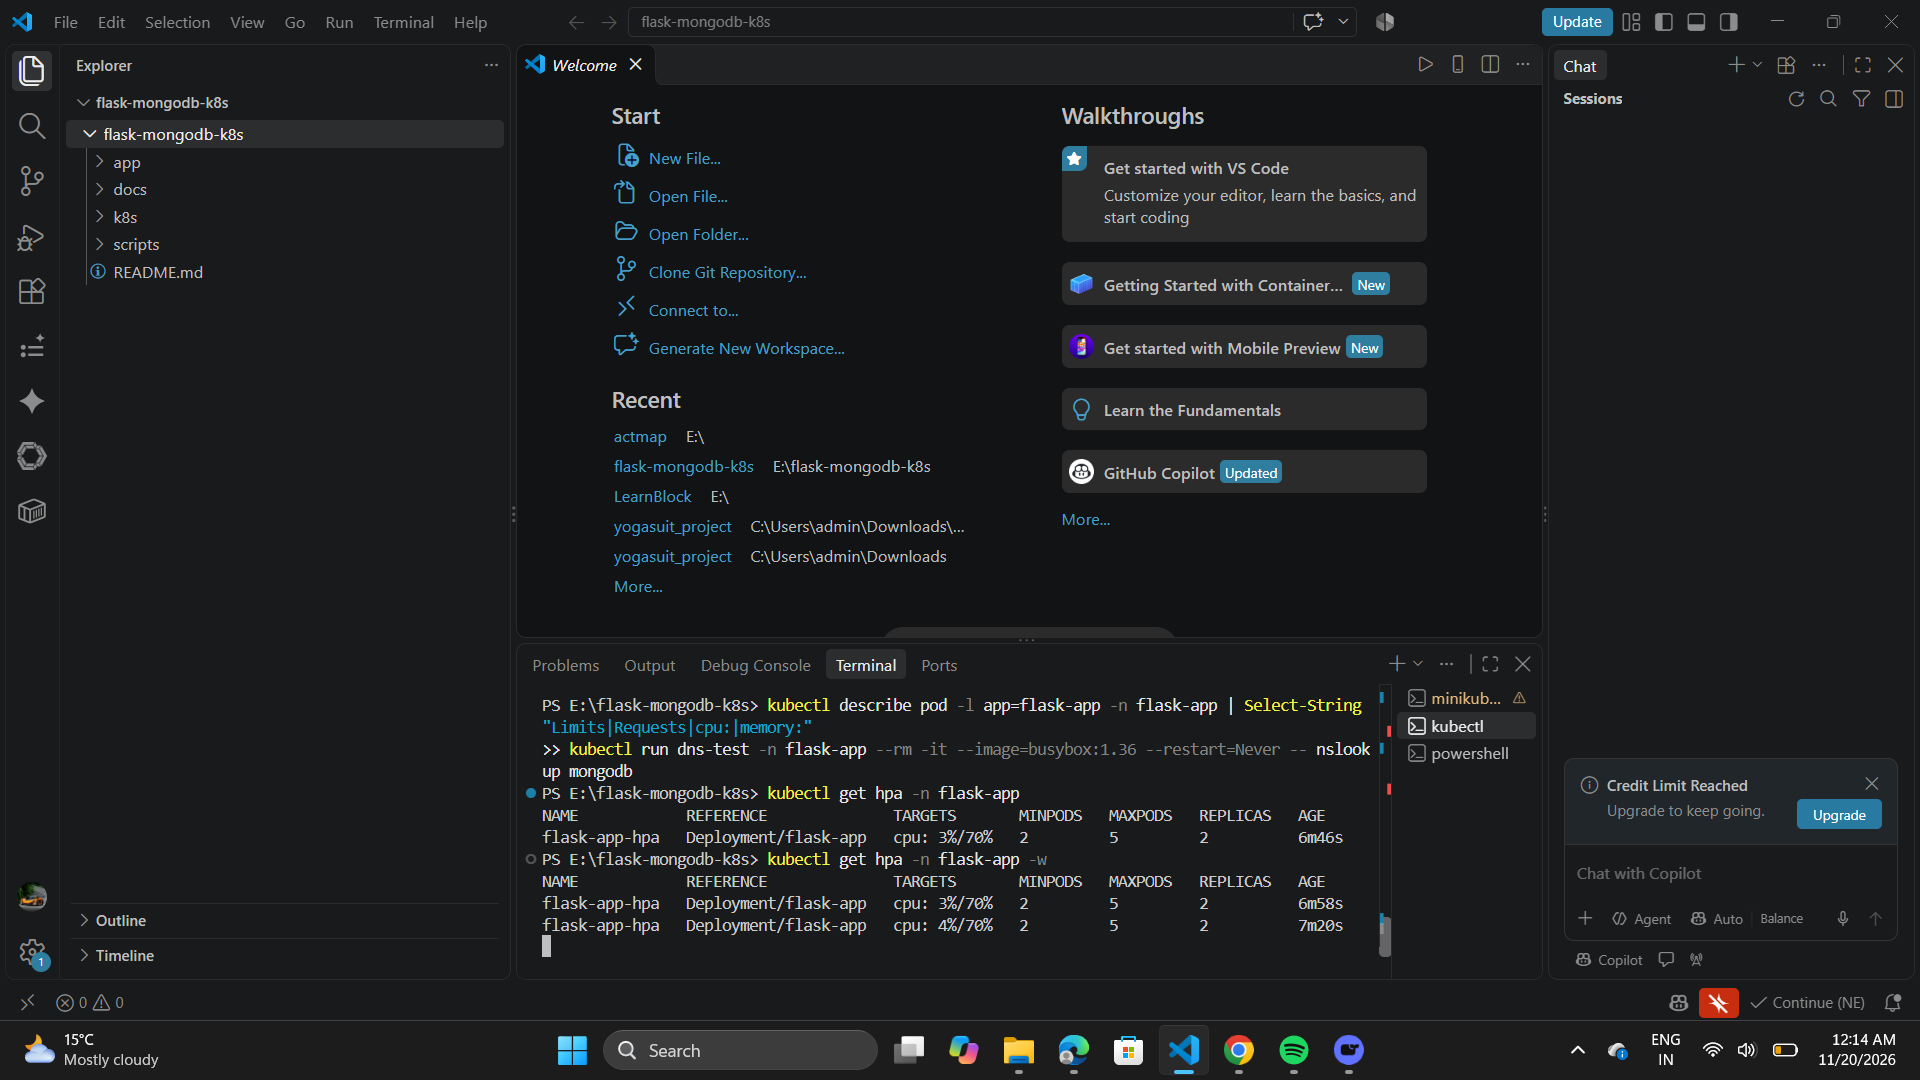 File Edit Selection View Go Run Terminal Help
flask-mongodb-k8s
Update
Explorer
flask-mongodb-k8s
flask-mongodb-k8s
app
docs
k8s
scripts
README.md
Outline
Timeline
1
Welcome
Start
New File...
Open File...
Open Folder...
Clone Git Repository...
Connect to...
Generate New Workspace...
Recent
actmap E:\
flask-mongodb-k8s E:\flask-mongodb-k8s
LearnBlock E:\
yogasuit_project C:\Users\admin\Downloads\...
yogasuit_project C:\Users\admin\Downloads
More...
Walkthroughs
Get started with VS Code
Customize your editor, learn the basics, and
start coding
Getting Started with Container... New
Get started with Mobile Preview New
Learn the Fundamentals
GitHub Copilot Updated
More...
Problems Output Debug Console Terminal Ports
PS E:\flask-mongodb-k8s> kubectl describe pod -l app=flask-app -n flask-app | Select-String
"Limits|Requests|cpu:|memory:"
>> kubectl run dns-test -n flask-app --rm -it --image=busybox:1.36 --restart=Never -- nslook
up mongodb
PS E:\flask-mongodb-k8s> kubectl get hpa -n flask-app
NAME REFERENCE TARGETS MINPODS MAXPODS REPLICAS AGE
flask-app-hpa Deployment/flask-app cpu: 3%/70% 2 5 2 6m46s
PS E:\flask-mongodb-k8s> kubectl get hpa -n flask-app -w
NAME REFERENCE TARGETS MINPODS MAXPODS REPLICAS AGE
flask-app-hpa Deployment/flask-app cpu: 3%/70% 2 5 2 6m58s
flask-app-hpa Deployment/flask-app cpu: 4%/70% 2 5 2 7m20s
minikub...
kubectl
powershell
Chat
Sessions
Credit Limit Reached
Upgrade to keep going.
Upgrade
Chat with Copilot
Agent Auto Balance
Copilot
0 0
Continue (NE)
15°C
Mostly cloudy
Search
ENG
IN
12:14 AM
11/20/2026